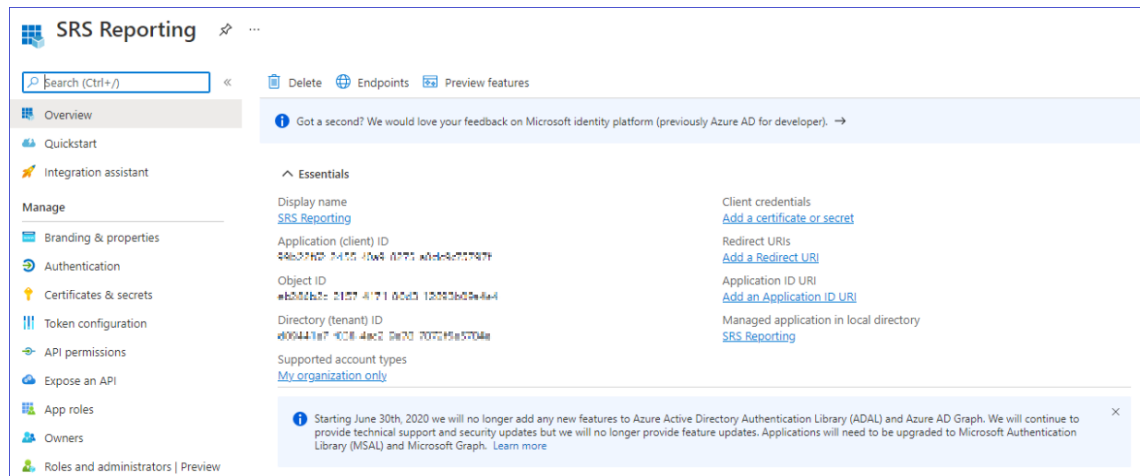 SRS Reporting
Search (Ctrl+/)
Overview
Quickstart
Integration assistant
Manage
Branding & properties
Authentication
Certificates & secrets
Token configuration
API permissions
Expose an API
App roles
Owners
Roles and administrators | Preview
Delete
Endpoints
Preview features
Got a second? We would love your feedback on Microsoft identity platform (previously Azure AD for developer).
Essentials
Display name
SRS Reporting
Application (client) ID
Object ID
Directory (tenant) ID
Supported account types
My organization only
Client credentials
Add a certificate or secret
Redirect URIs
Add a Redirect URI
Application ID URI
Add an Application ID URI
Managed application in local directory
SRS Reporting
Starting June 30th, 2020 we will no longer add any new features to Azure Active Directory Authentication Library (ADAL) and Azure AD Graph. We will continue to
provide technical support and security updates but we will no longer provide feature updates. Applications will need to be upgraded to Microsoft Authentication
Library (MSAL) and Microsoft Graph. Learn more